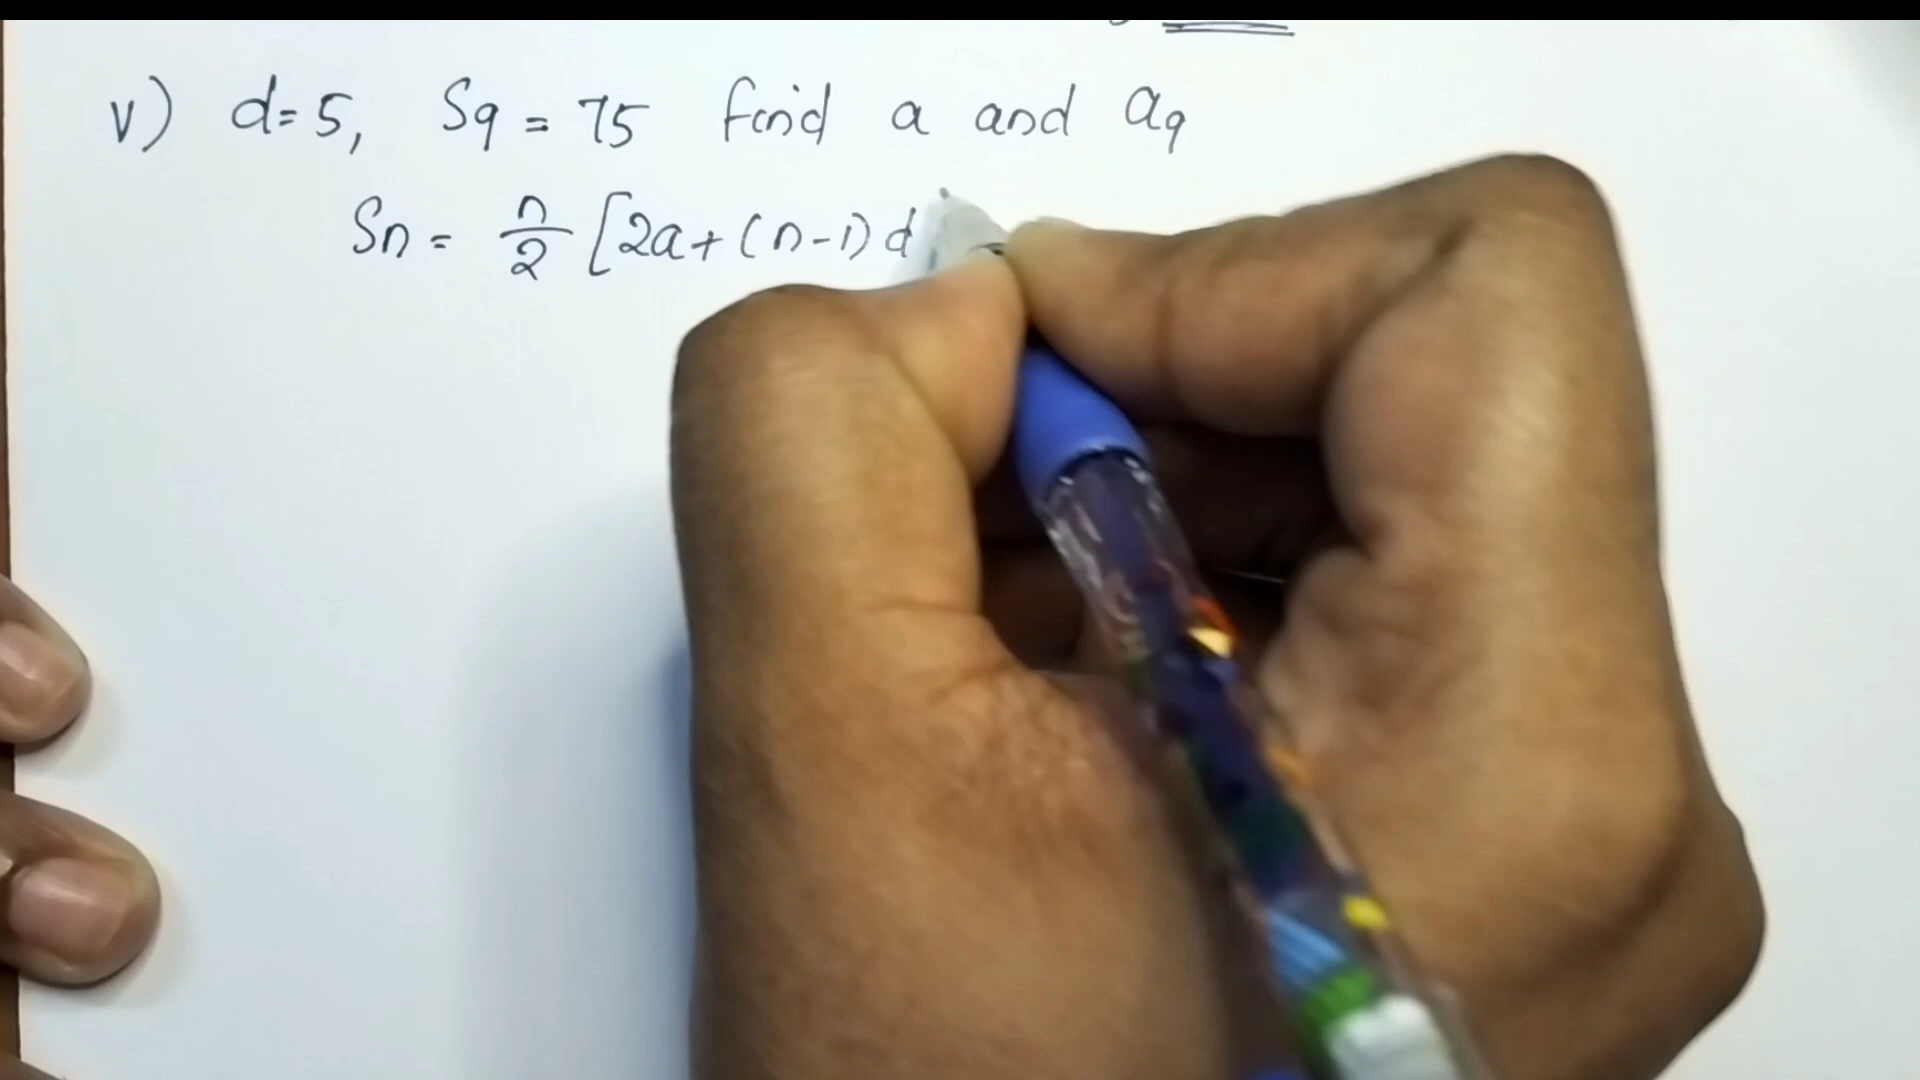 v) d=5, S9 = 75 find a and a9
Sn = n/2 [2a+(n-1)d